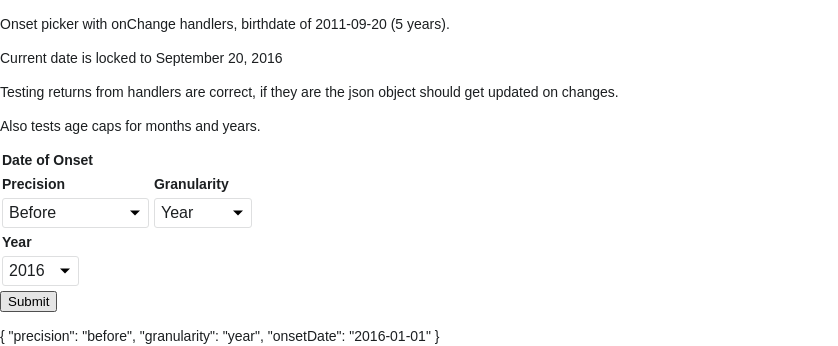 Onset picker with onChange handlers, birthdate of 2011-09-20 (5 years).
Current date is locked to September 20, 2016
Testing returns from handlers are correct, if they are the json object should get updated on changes.
Also tests age caps for months and years.
Date of Onset
Precision Granularity
Before Year
Year
2016
Submit
{ "precision": "before", "granularity": "year", "onsetDate": "2016-01-01" }